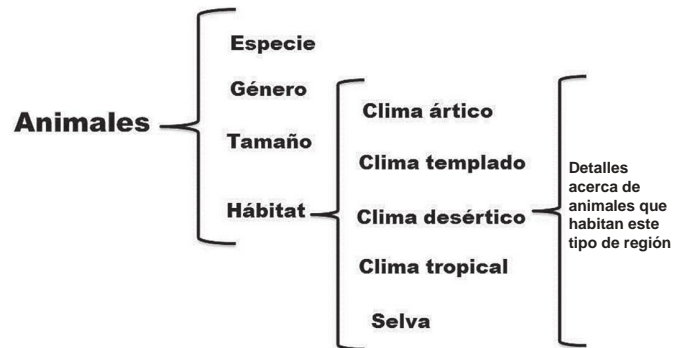 Animales
Especie
Género
Tamaño
Hábitat
Clima ártico
Clima templado
Clima desértico
Clima tropical
Selva
Detalles
acerca de
animales que
habitan este
tipo de región